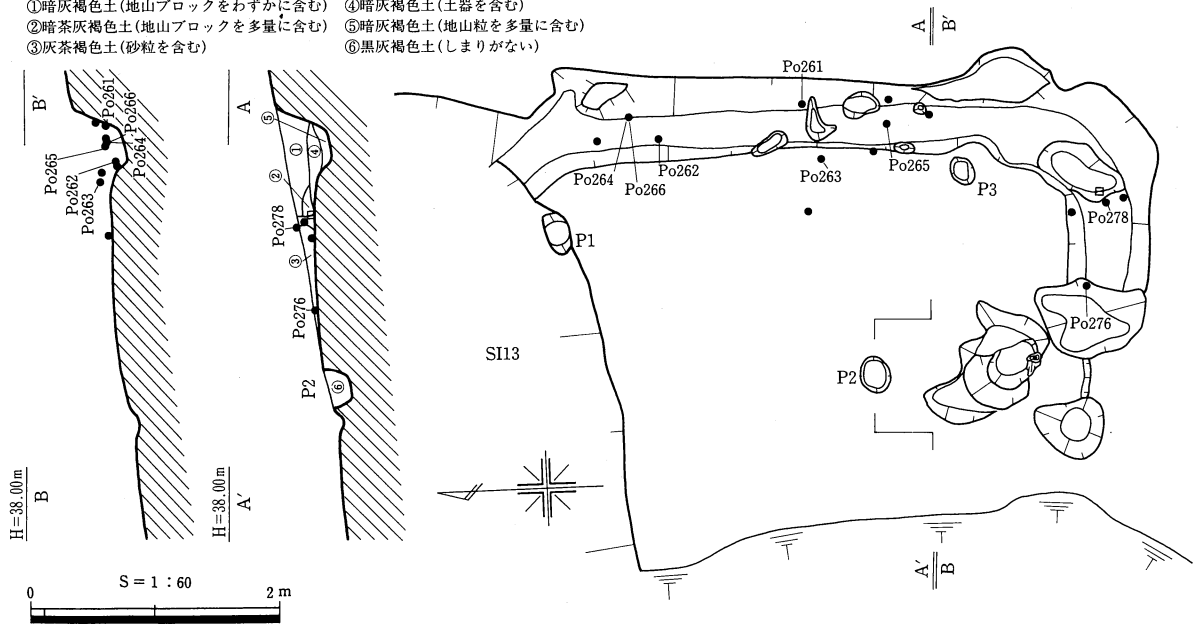 ①暗灰褐色土(地山ブロックをわずかに含む) ④暗灰褐色土(土器を含む)
②暗茶褐色土(地山ブロックを多量に含む) ⑤暗灰褐色土(地山粒を多量に含む)
③灰茶褐色土(砂粒を含む) ⑥黒灰褐色土(しまりがない)
B′
Po261
Po266
Po264
Po265
Po262
Po263
H=38.00m
B
A
⑤
①
④
②
Po278
③
Po276
P2
⑥
H=38.00m
A′
A
B′
Po261
Po264
Po266
Po262
Po263
Po265
P3
Po278
P1
Po276
SI13
P2
A′
B
S=1:60
0
2 m